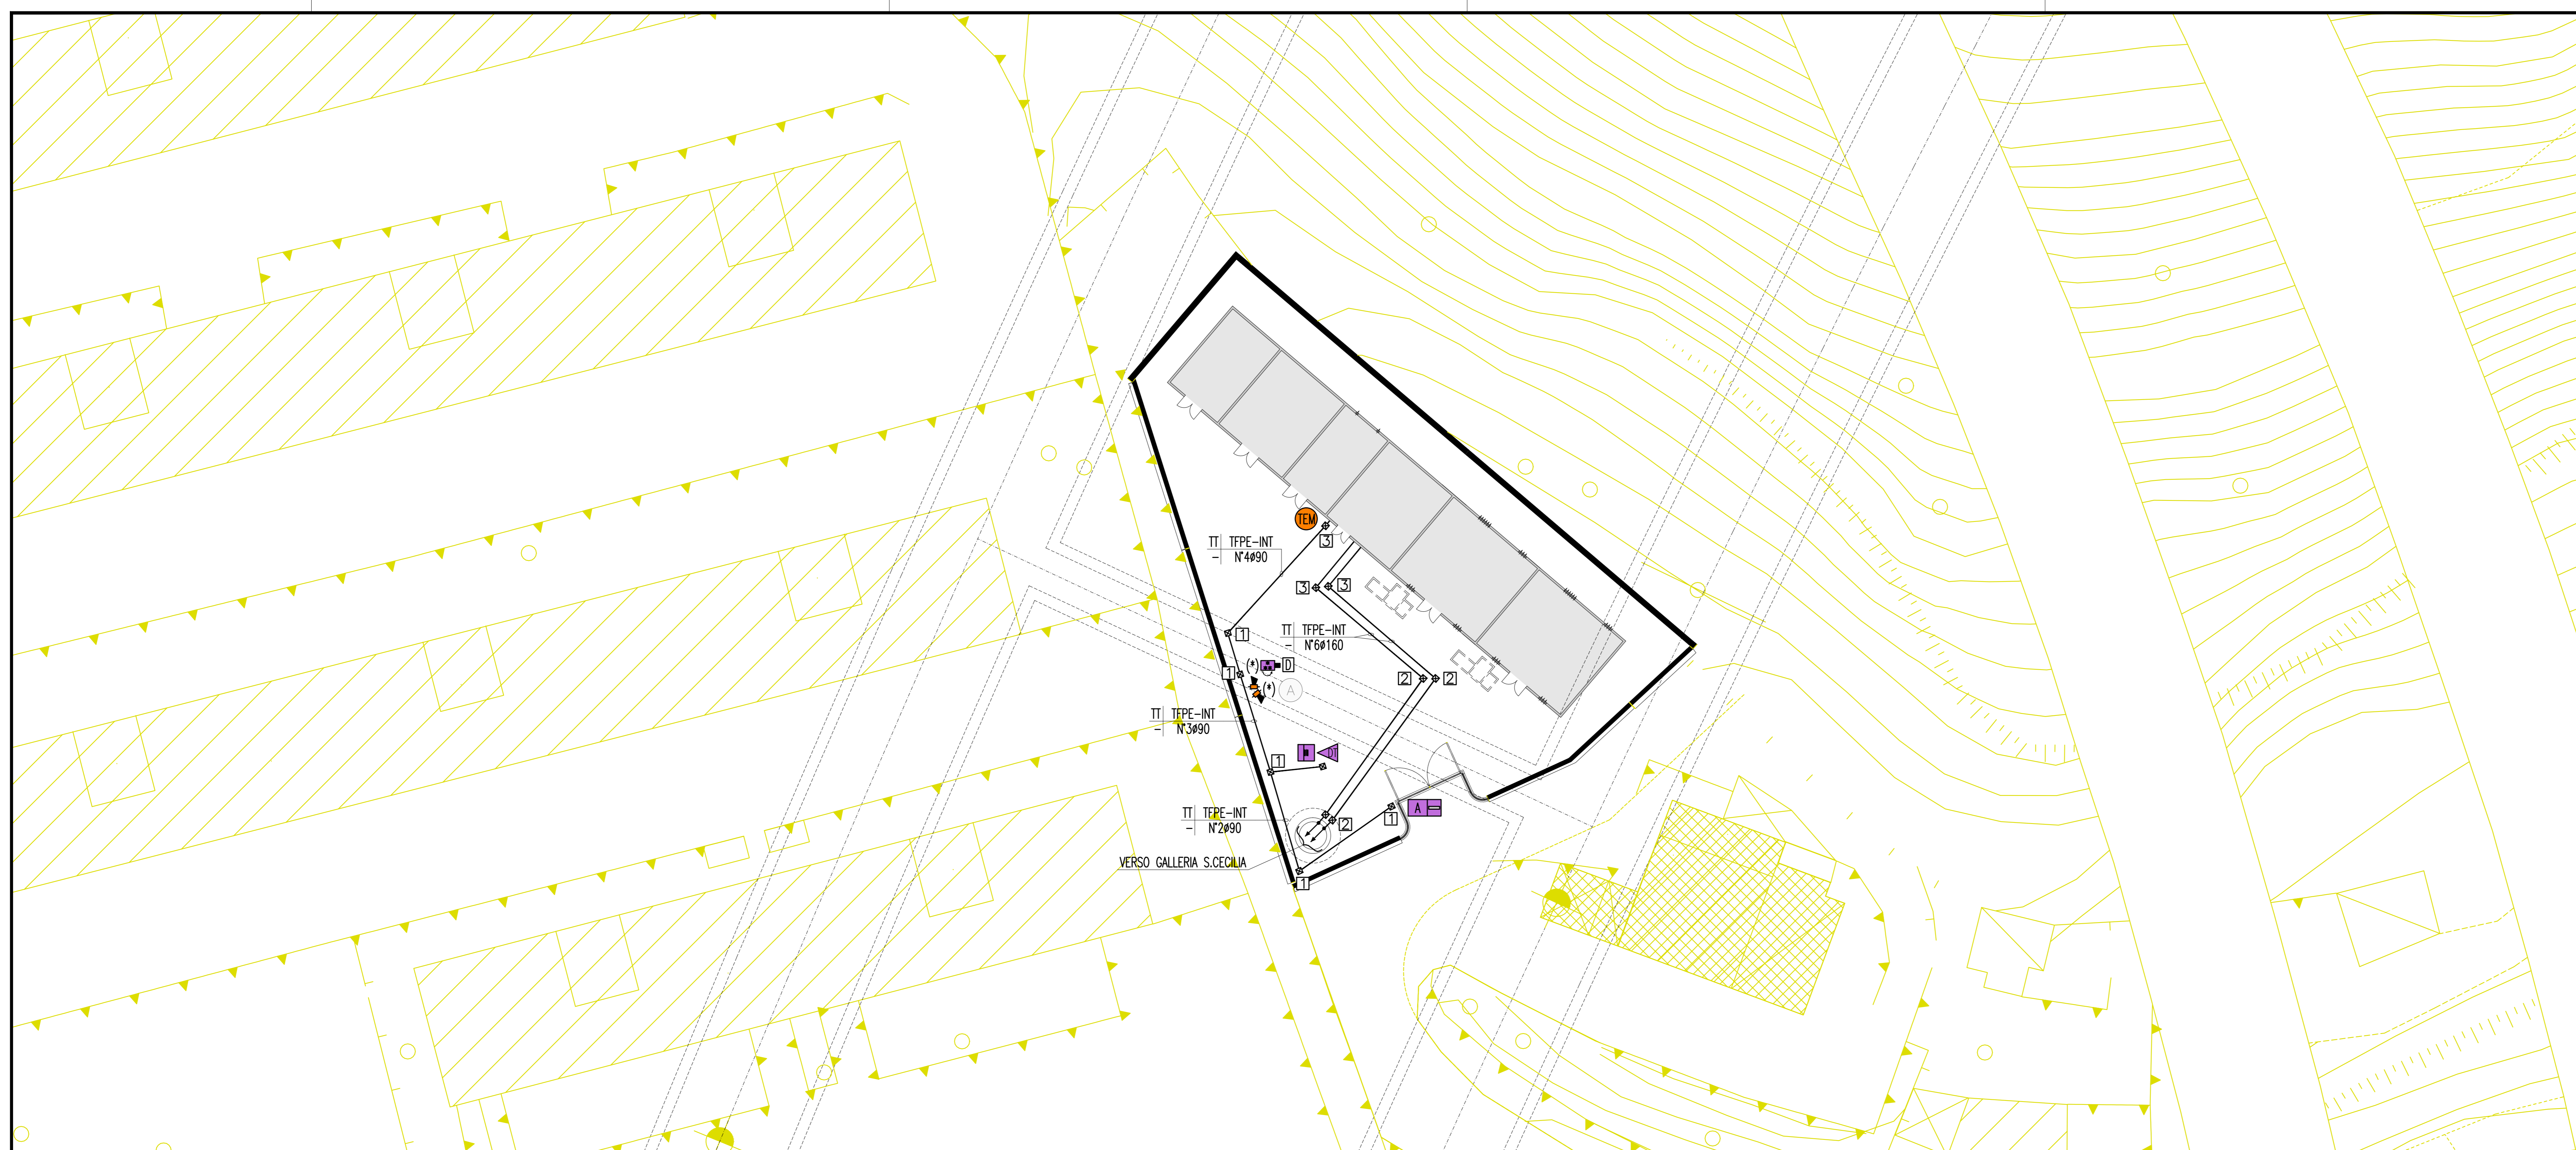 TEM
3
TT TFPE-INT
- N°4ø90
3
3
1
TT TFPE-INT
- N°6ø160
(*) D
1
(*) A
2
2
TT TFPE-INT
- N°3ø90
DT
1
A
1
TT TFPE-INT
- N°2ø90
2
VERSO GALLERIA S.CECILIA
1